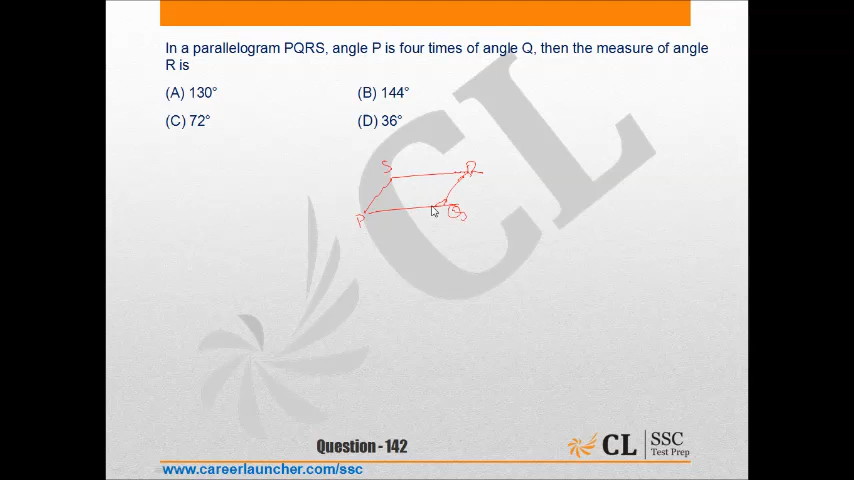 In a parallelogram PQRS, angle P is four times of angle Q, then the measure of angle
R is
(A) 130°
(B) 144°
(C) 72°
(D) 36°
S
R
P
Q
CL
Question - 142
CL
SSC
Test Prep
www.careerlauncher.com/ssc